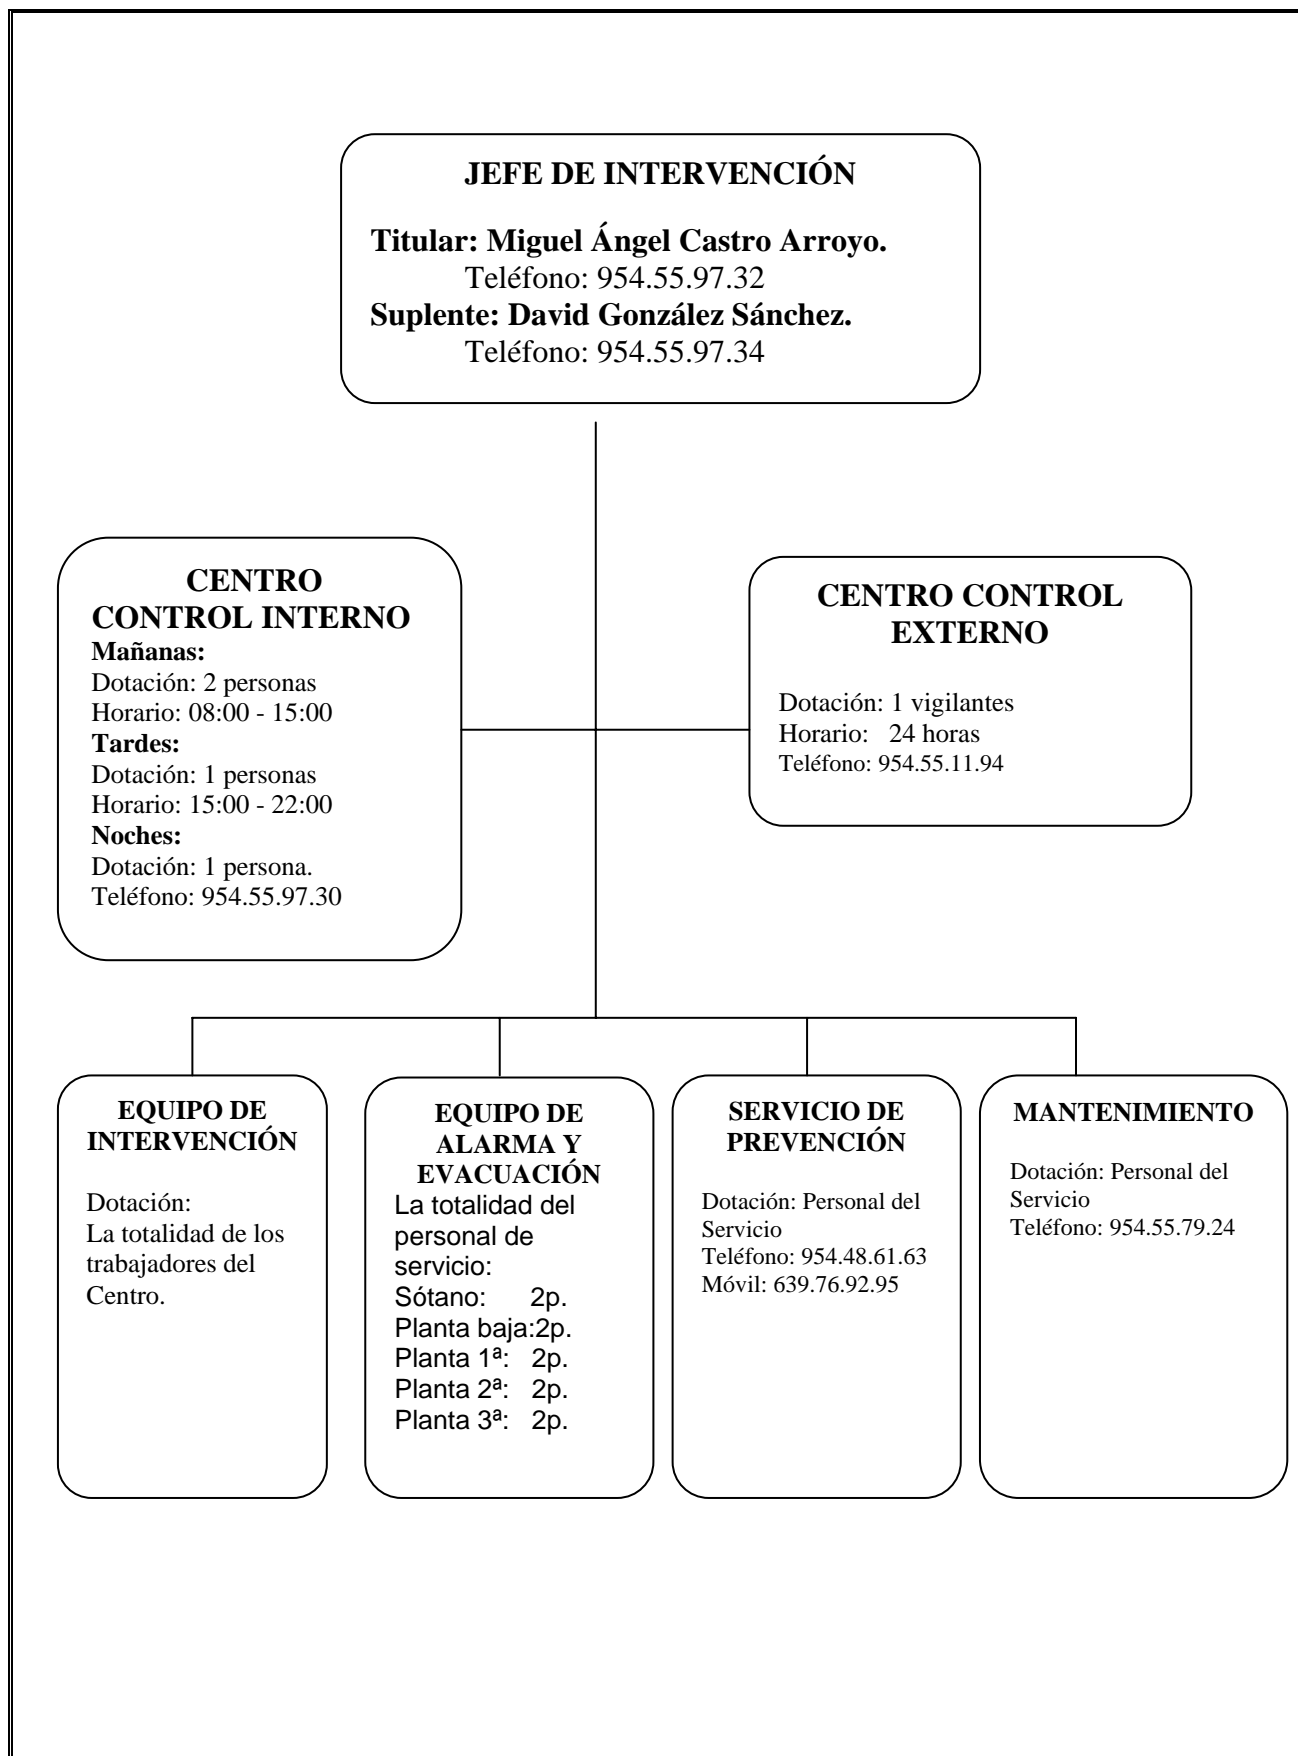 JEFE DE INTERVENCIÓN
Titular: Miguel Ángel Castro Arroyo.
Teléfono: 954.55.97.32
Suplente: David González Sánchez.
Teléfono: 954.55.97.34
CENTRO
CONTROL INTERNO
Mañanas:
Dotación: 2 personas
Horario: 08:00 - 15:00
Tardes:
Dotación: 1 personas
Horario: 15:00 - 22:00
Noches:
Dotación: 1 persona.
Teléfono: 954.55.97.30
CENTRO CONTROL
EXTERNO
Dotación: 1 vigilantes
Horario: 24 horas
Teléfono: 954.55.11.94
EQUIPO DE
INTERVENCIÓN
Dotación:
La totalidad de los
trabajadores del
Centro.
EQUIPO DE
ALARMA Y
EVACUACIÓN
La totalidad del
personal de
servicio:
Sótano: 2p.
Planta baja:2p.
Planta 1ª: 2p.
Planta 2ª: 2p.
Planta 3ª: 2p.
SERVICIO DE
PREVENCIÓN
Dotación: Personal del
Servicio
Teléfono: 954.48.61.63
Móvil: 639.76.92.95
MANTENIMIENTO
Dotación: Personal del
Servicio
Teléfono: 954.55.79.24